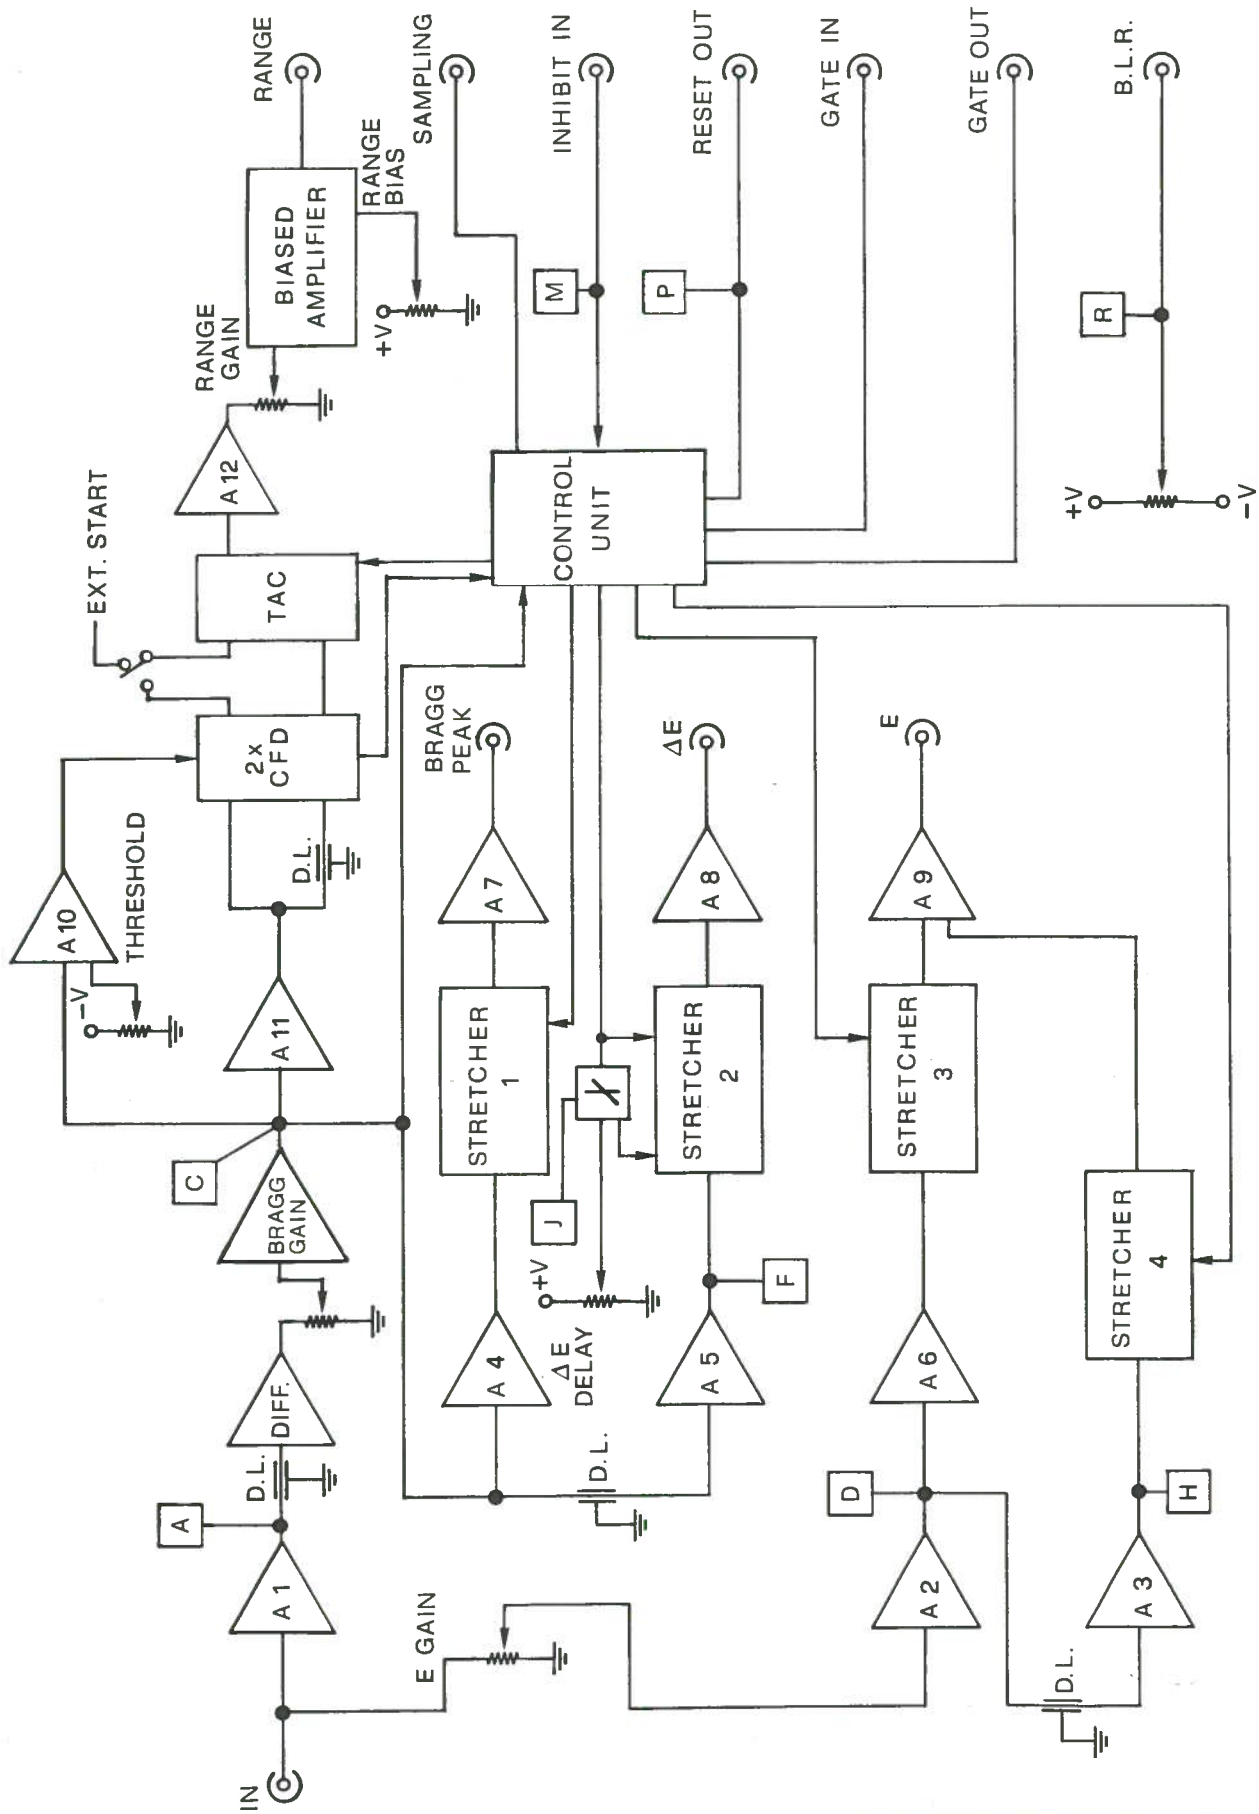 IN
A 1
A
D.L.
DIFF.
BRAGG
GAIN
C
A 11
-V
THRESHOLD
A 10
D.L.
2x
CFD
EXT. START
TAC
A 12
RANGE
GAIN
BIASED
AMPLIFIER
+V
RANGE
BIAS
RANGE
E GAIN
D.L.
A 4
STRETCHER
1
A 7
BRAGG
PEAK
ΔE
DELAY
+V
J
A 5
F
STRETCHER
2
A 8
ΔE
CONTROL
UNIT
SAMPLING
M
INHIBIT IN
P
RESET OUT
GATE IN
GATE OUT
A 2
D
A 6
STRETCHER
3
A 9
E
D.L.
A 3
H
STRETCHER
4
+V
-V
R
B.L.R.